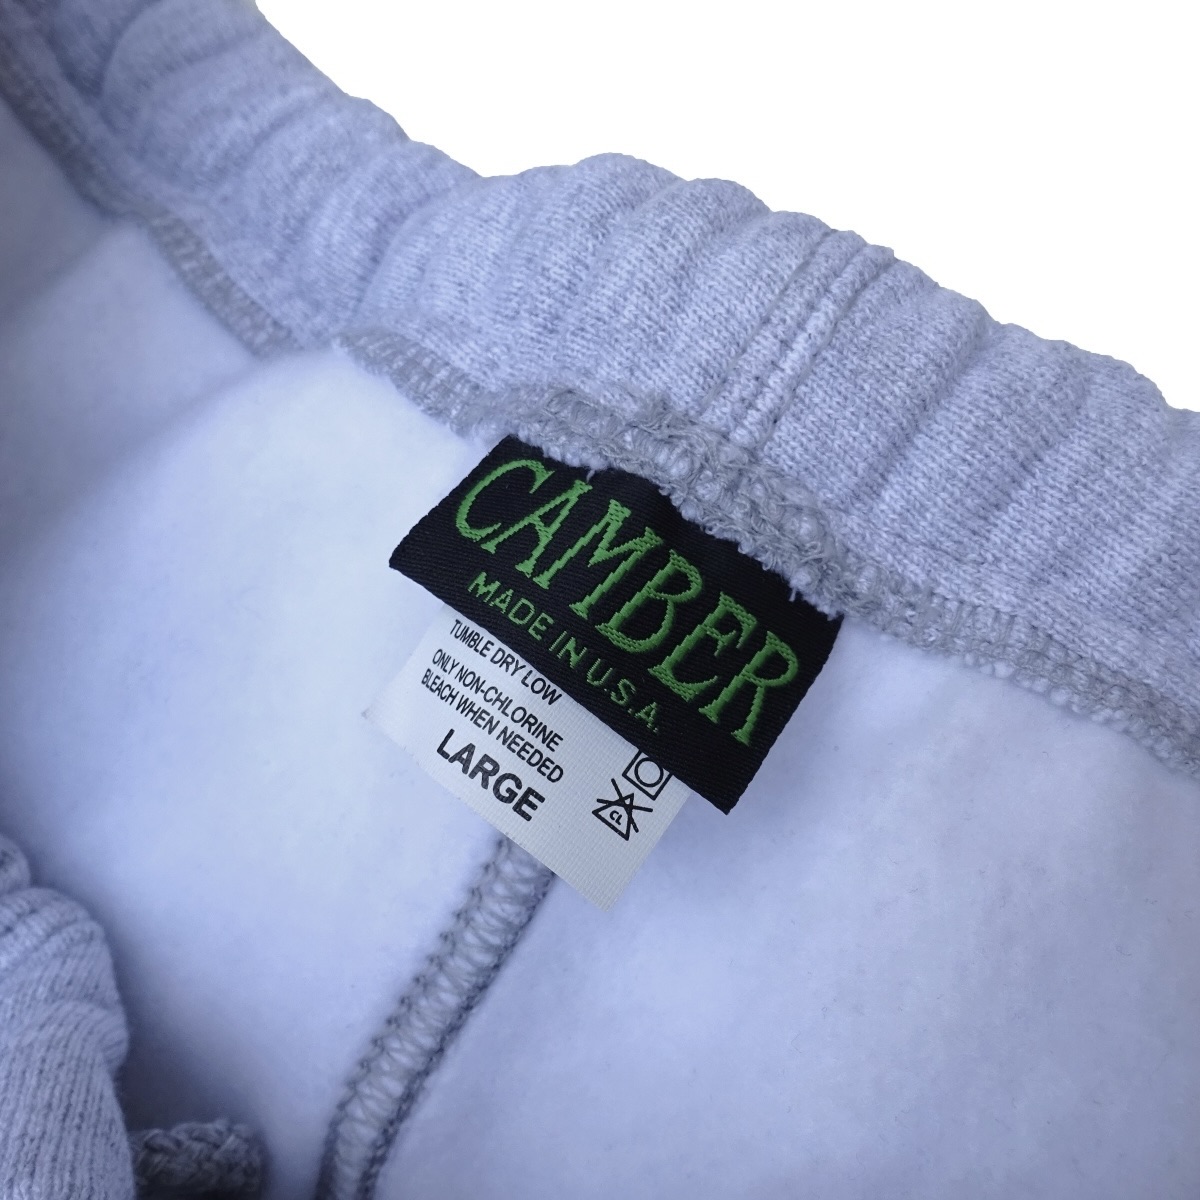 CAMBER
MADE IN U.S.A.
TUMBLE DRY LOW
ONLY NON-CHLORINE
BLEACH WHEN NEEDED
LARGE
CL